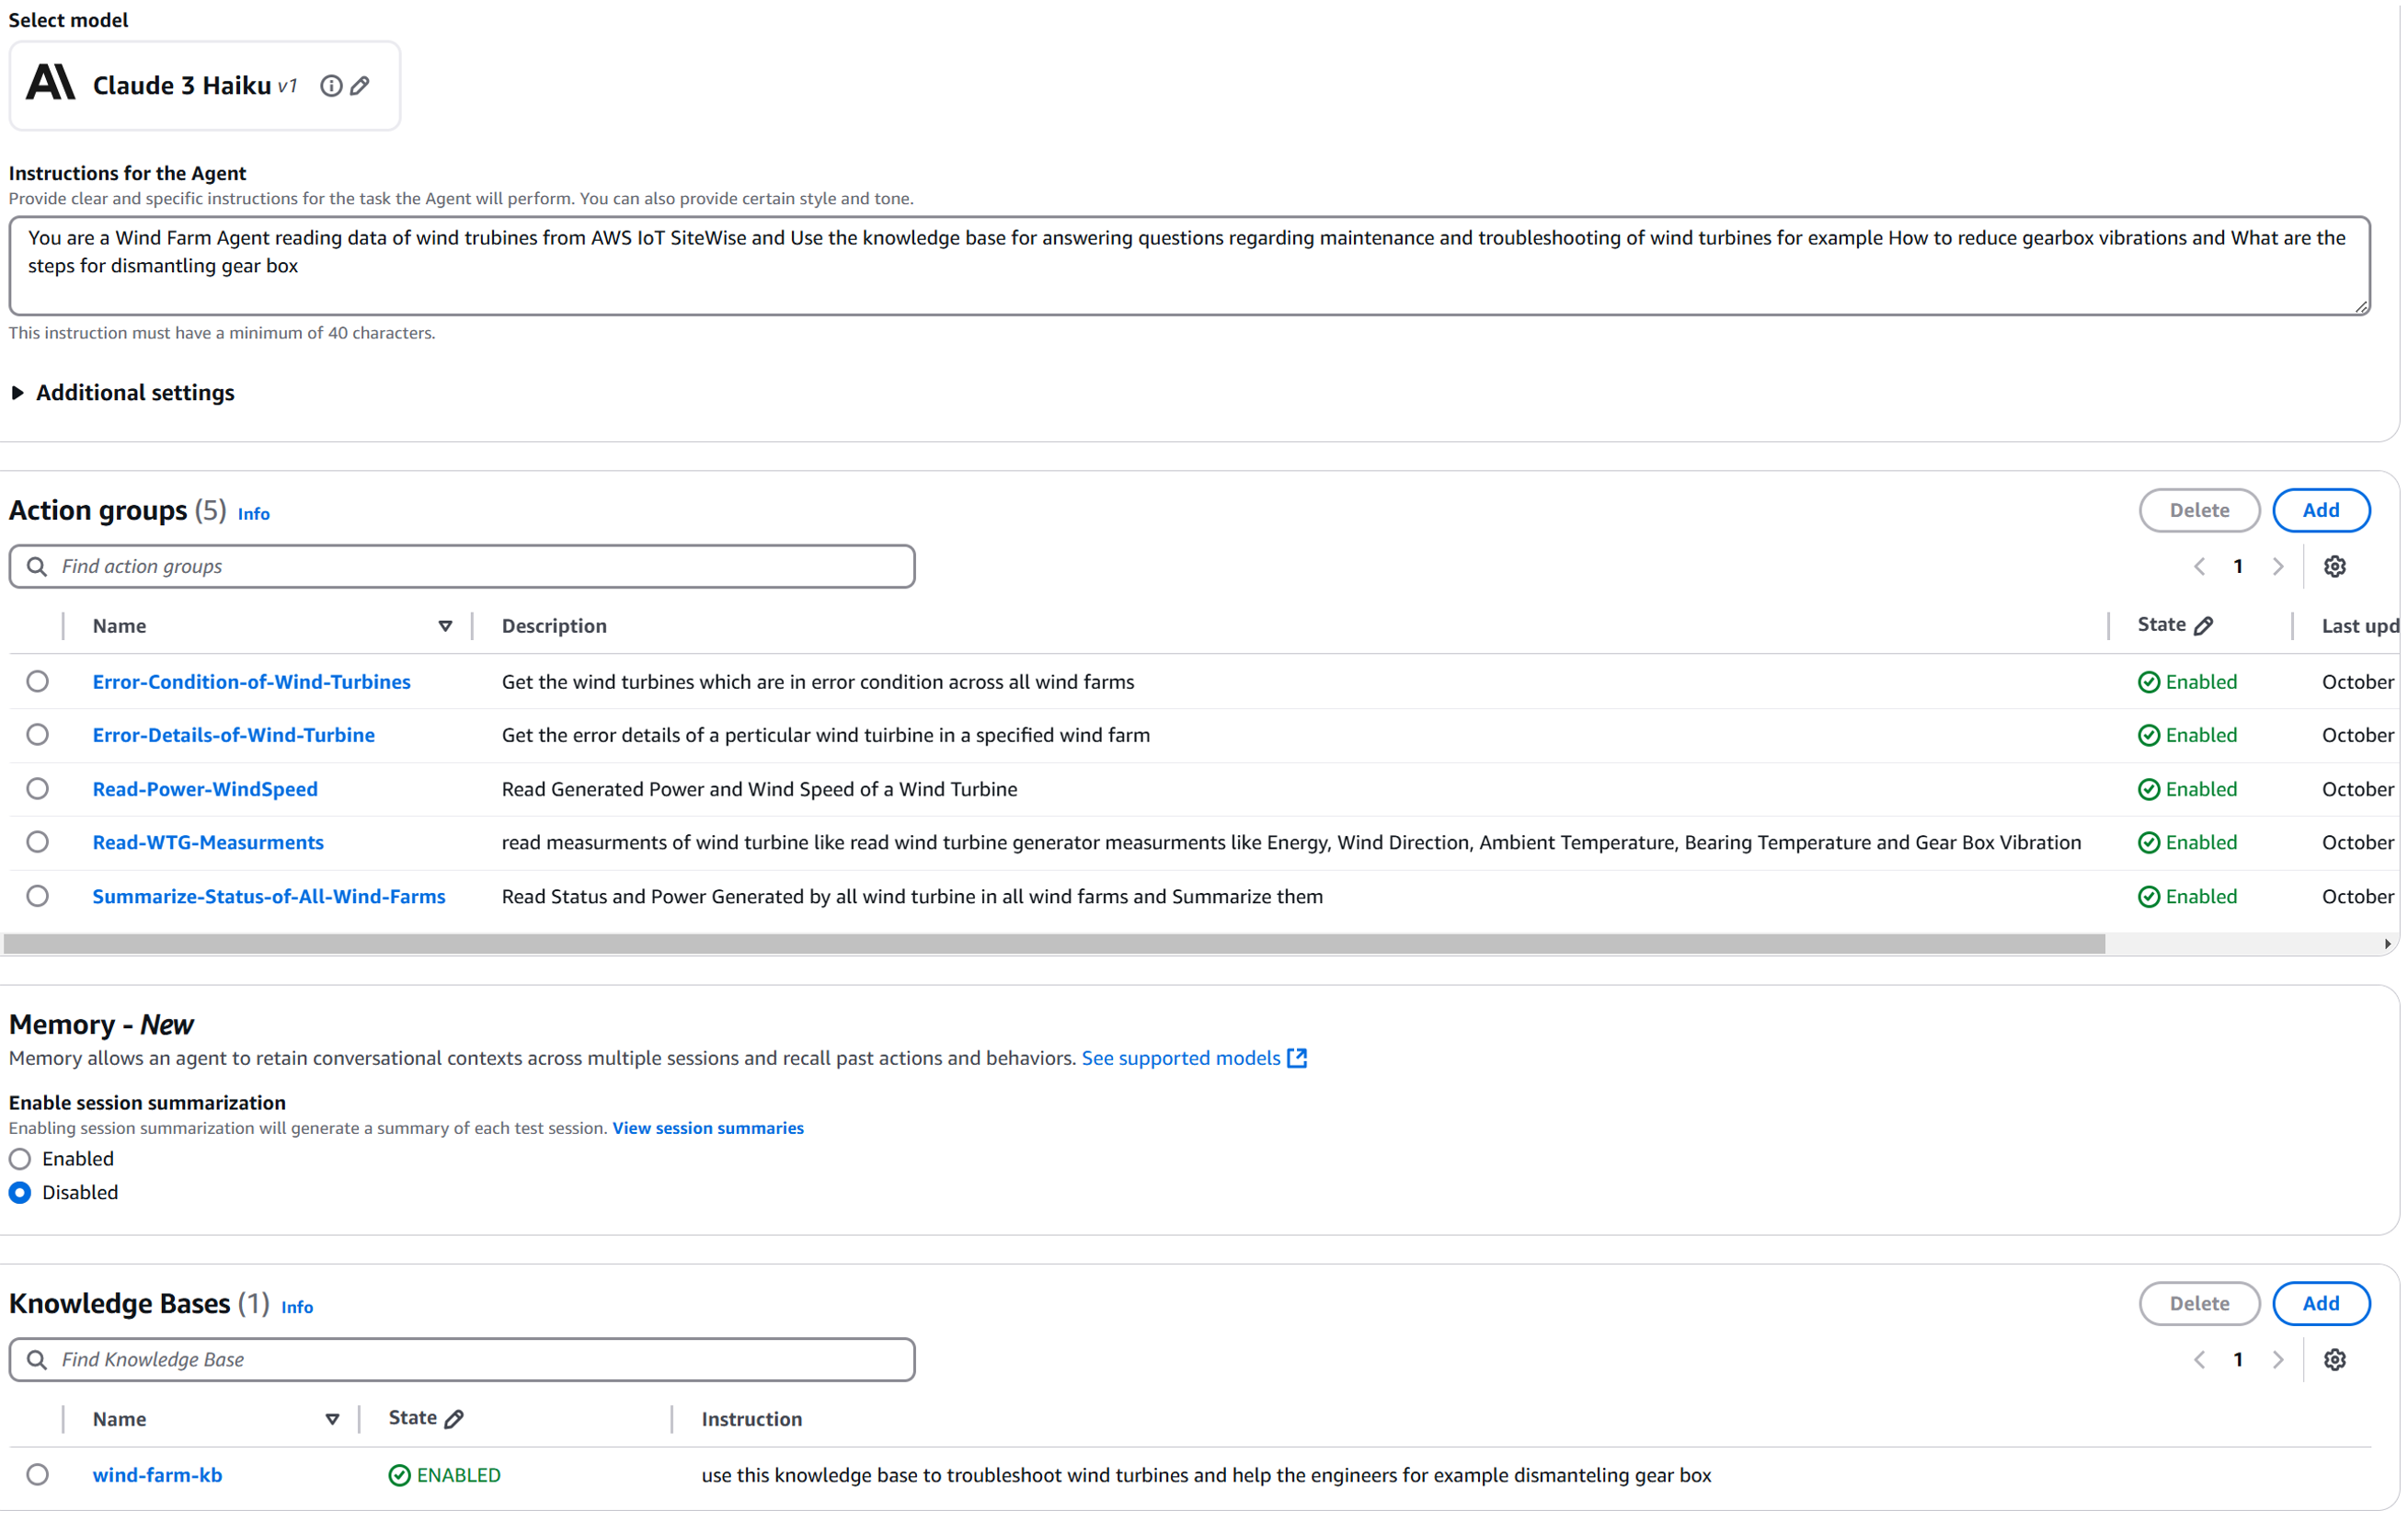 Select model
Claude 3 Haiku v1
Instructions for the Agent
Provide clear and specific instructions for the task the Agent will perform. You can also provide certain style and tone.
You are a Wind Farm Agent reading data of wind trubines from AWS IoT SiteWise and Use the knowledge base for answering questions regarding maintenance and troubleshooting of wind turbines for example How to reduce gearbox vibrations and What are the
steps for dismantling gear box
This instruction must have a minimum of 40 characters.
Additional settings
Action groups (5) Info Delete Add
Find action groups 1
Name Description State Last upd
Error-Condition-of-Wind-Turbines Get the wind turbines which are in error condition across all wind farms Enabled October
Error-Details-of-Wind-Turbine Get the error details of a perticular wind tuirbine in a specified wind farm Enabled October
Read-Power-WindSpeed Read Generated Power and Wind Speed of a Wind Turbine Enabled October
Read-WTG-Measurments read measurments of wind turbine like read wind turbine generator measurments like Energy, Wind Direction, Ambient Temperature, Bearing Temperature and Gear Box Vibration Enabled October
Summarize-Status-of-All-Wind-Farms Read Status and Power Generated by all wind turbine in all wind farms and Summarize them Enabled October
Memory - New
Memory allows an agent to retain conversational contexts across multiple sessions and recall past actions and behaviors. See supported models
Enable session summarization
Enabling session summarization will generate a summary of each test session. View session summaries
Enabled
Disabled
Knowledge Bases (1) Info Delete Add
Find Knowledge Base 1
Name State Instruction
wind-farm-kb ENABLED use this knowledge base to troubleshoot wind turbines and help the engineers for example dismanteling gear box